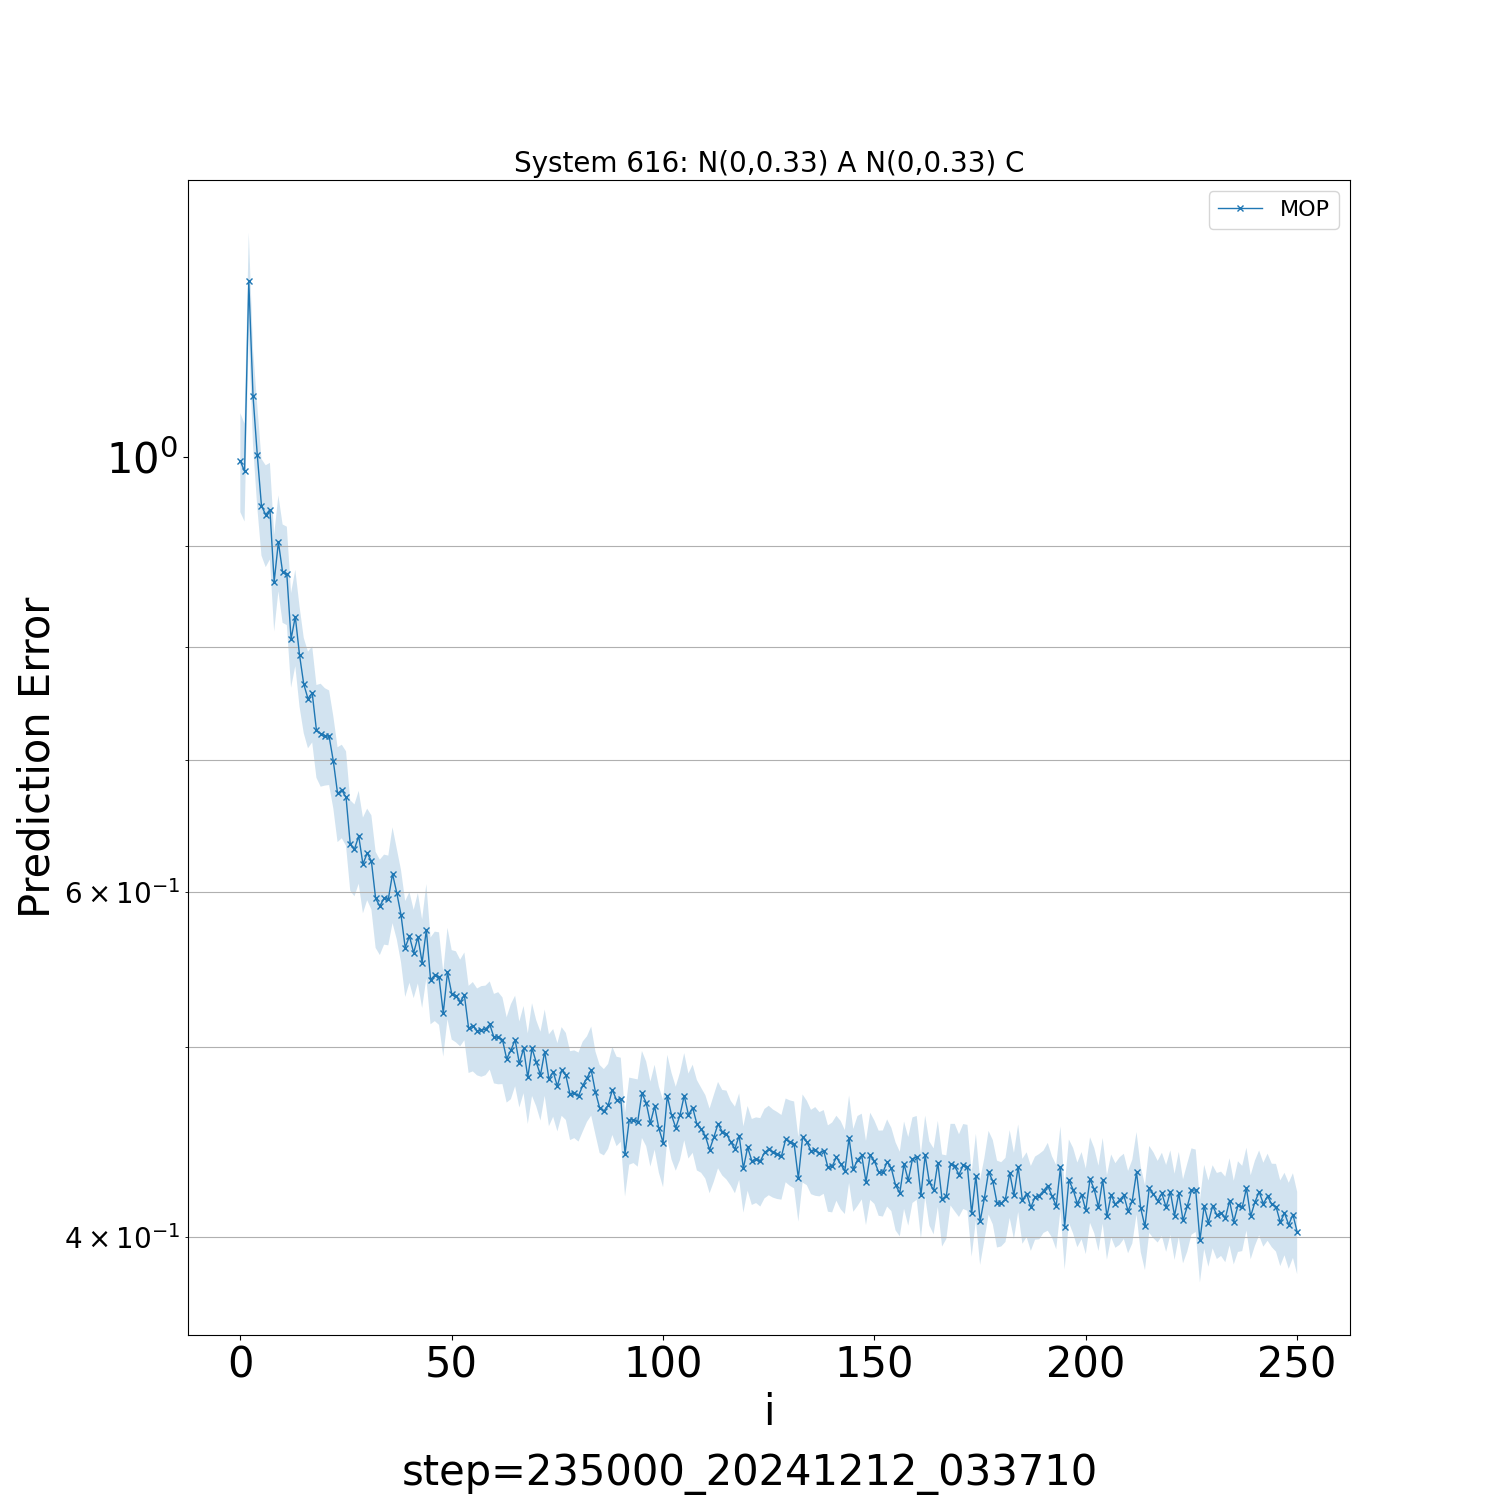 System 616: N(0,0.33) A N(0,0.33) C
MOP
10⁰
6 × 10⁻¹
4 × 10⁻¹
Prediction Error
0 50 100 150 200 250
i
step=235000_20241212_033710